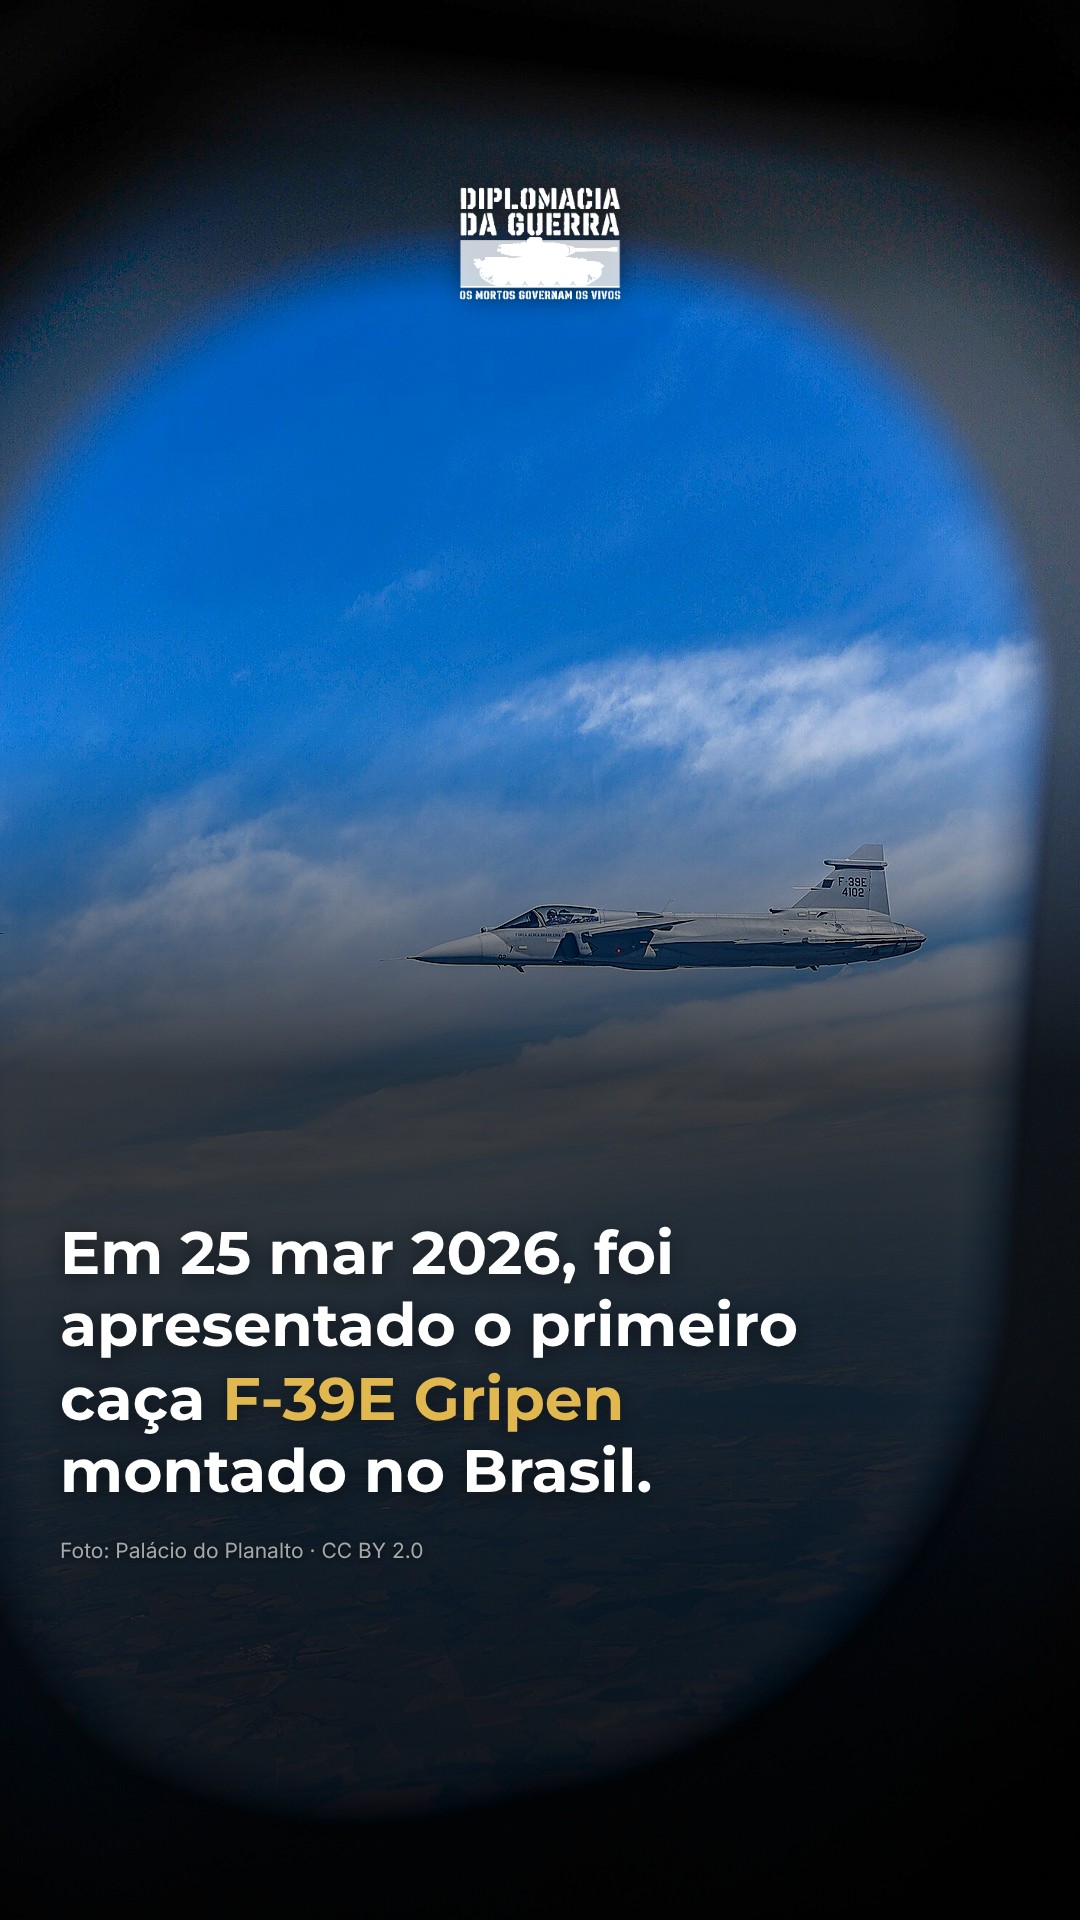 DIPLOMACIA
DA GUERRA
OS MORTOS GOVERNAM OS VIVOS
F-39E
4102
Em 25 mar 2026, foi
apresentado o primeiro
caça F-39E Gripen
montado no Brasil.
Foto: Palácio do Planalto · CC BY 2.0